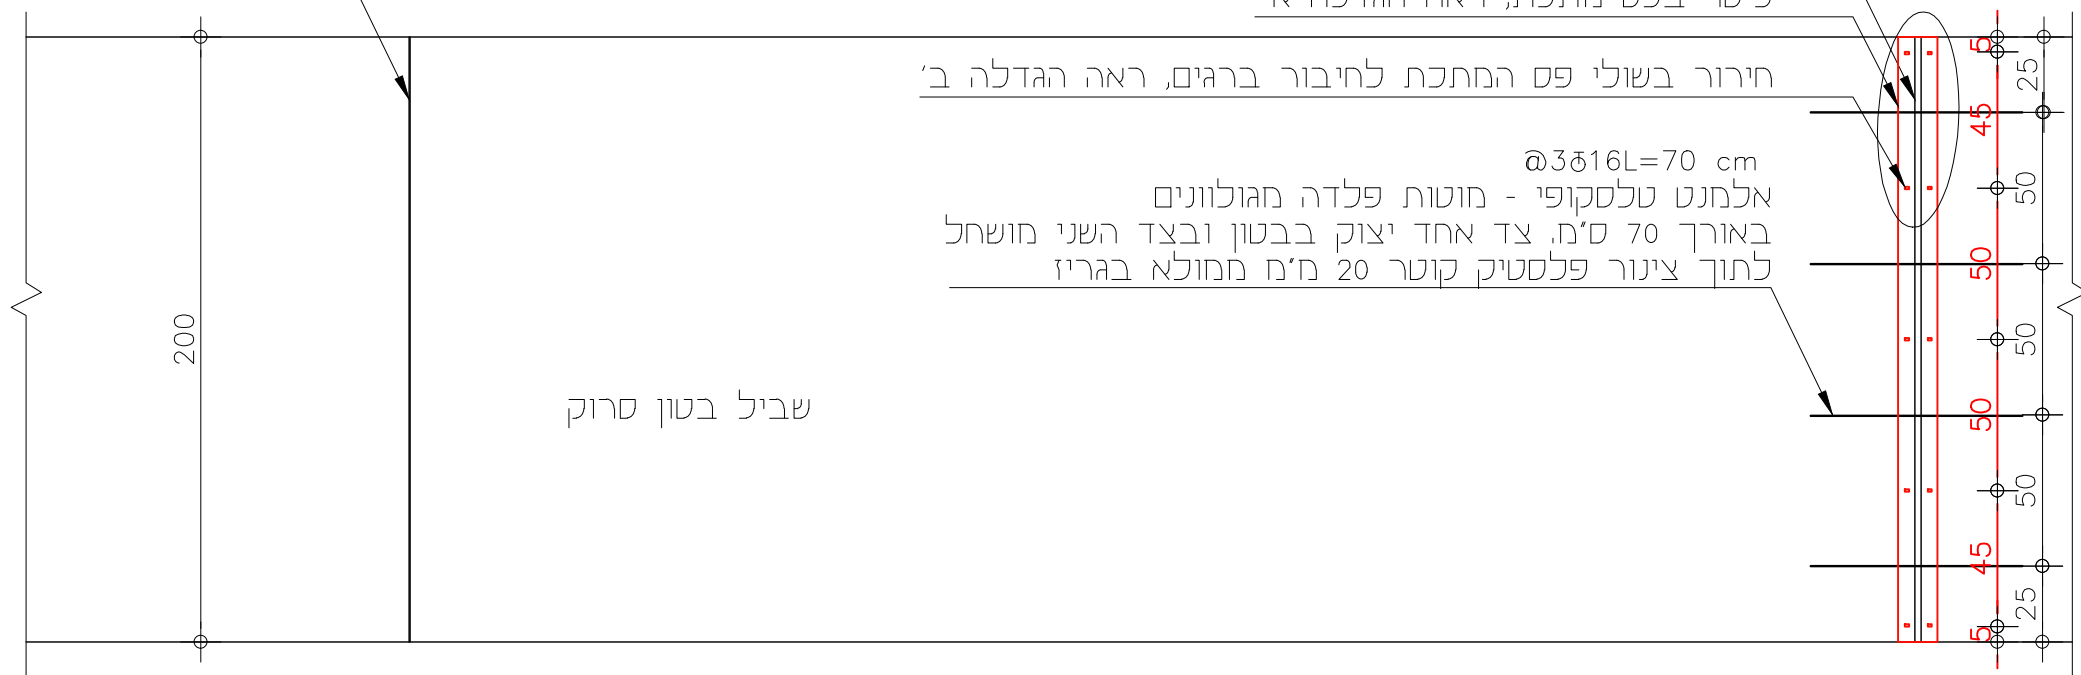 חירור בשולי פס המתכת לחיבור ברגים, ראה הגדלה ב'
@3Ф16L=70 cm
אלמנט טלסקופי - מוטות פלדה מגולוונים
באורך 70 ס"מ. צד אחד יצוק בבטון ובצד השני מושחל
לתוך צינור פלסטיק קוטר 20 מ"מ ממולא בגריז
שביל בטון סרוק
200
5
45
50
50
45
5
25
50
50
50
25